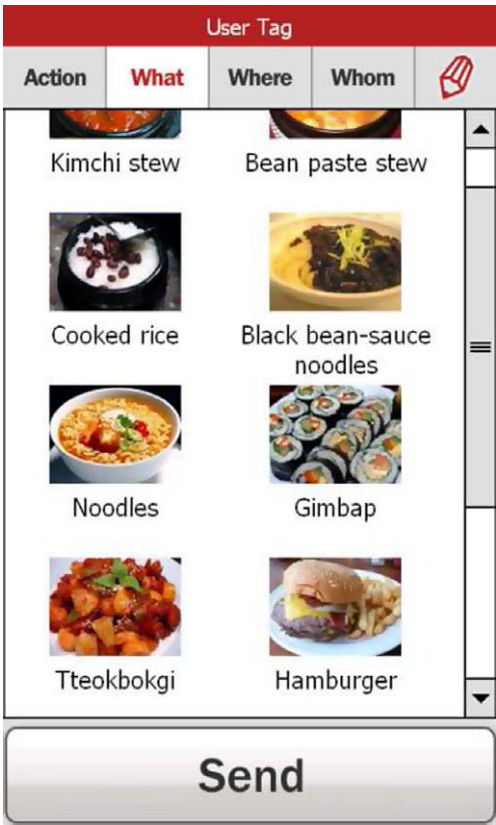 User Tag
Action What Where Whom
Kimchi stew Bean paste stew
Cooked rice Black bean-sauce
noodles
Noodles Gimbap
Tteokbokgi Hamburger
Send